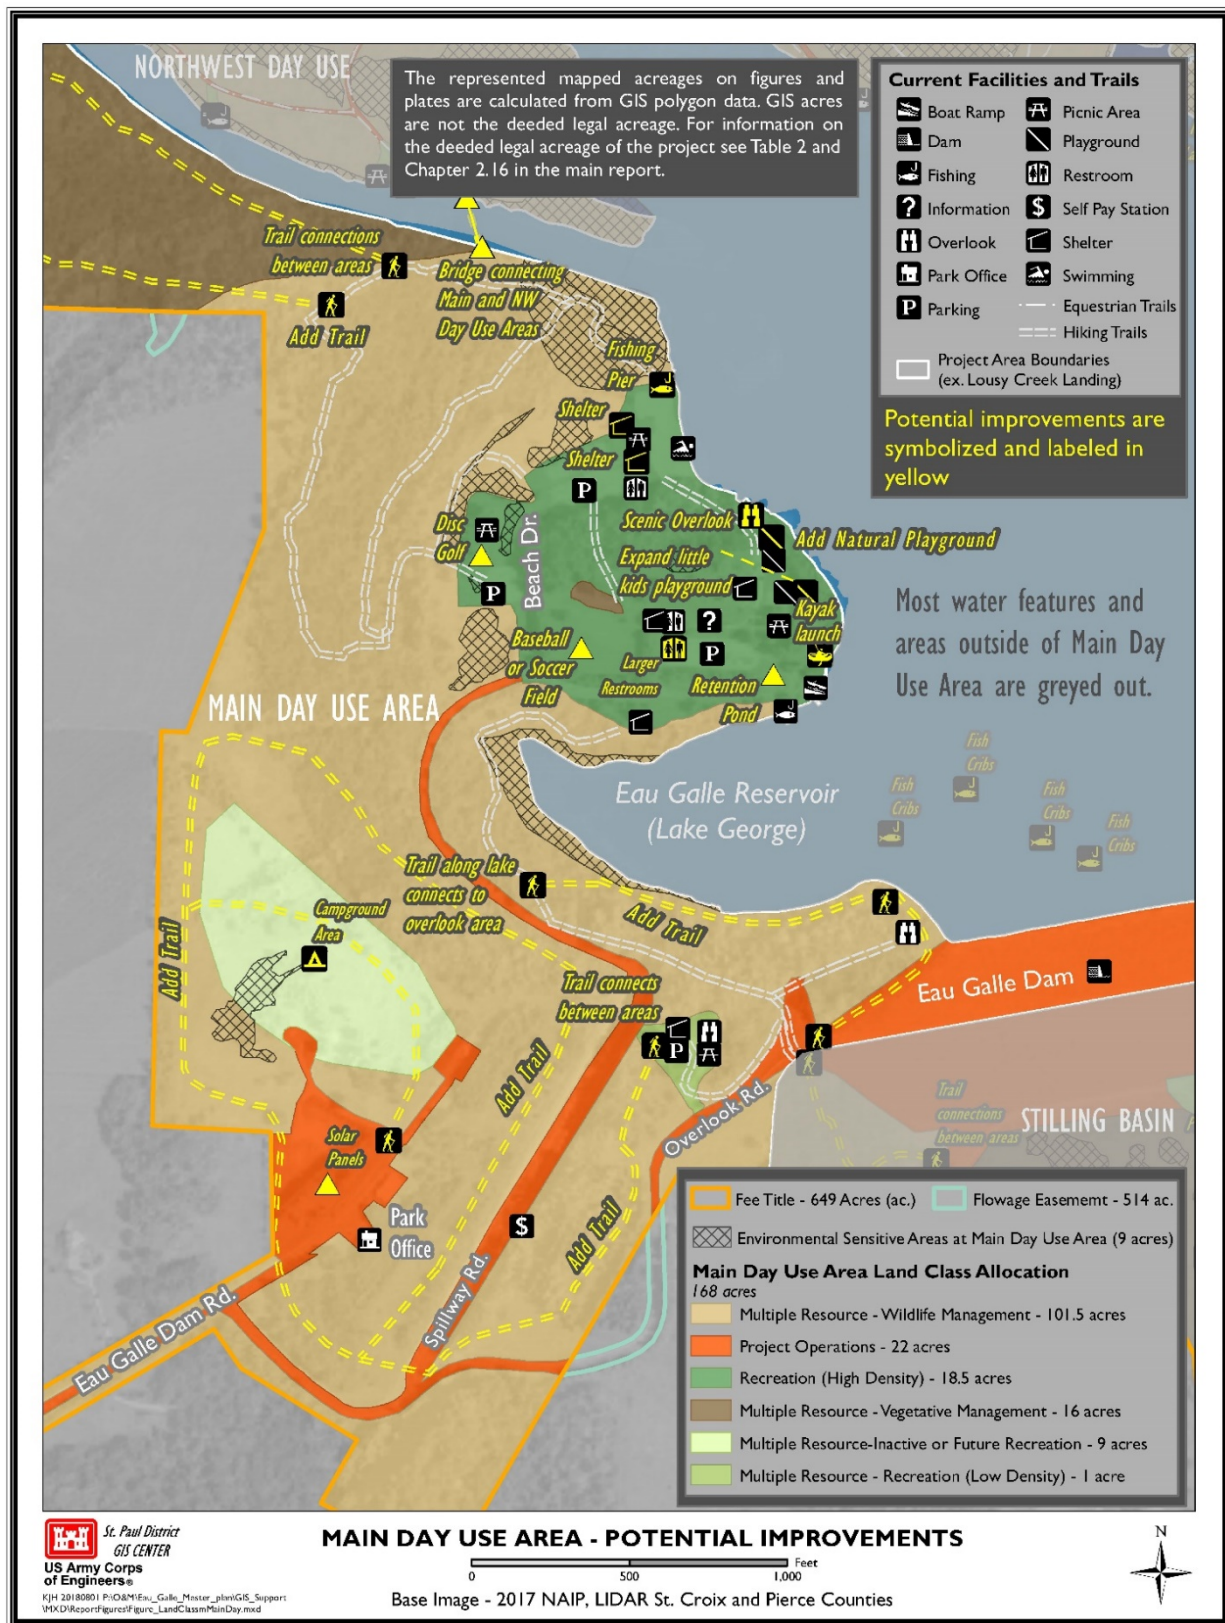 NORTHWEST DAY USE
The represented mapped acreages on figures and
plates are calculated from GIS polygon data. GIS acres
are not the deeded legal acreage. For information on
the deeded legal acreage of the project see Table 2 and
Chapter 2.16 in the main report.
Current Facilities and Trails
Boat Ramp
Picnic Area
Dam
Playground
Fishing
Restroom
Information
Self Pay Station
Overlook
Shelter
Park Office
Swimming
Parking
Equestrian Trails
Hiking Trails
Project Area Boundaries
(ex. Lousy Creek Landing)
Potential improvements are
symbolized and labeled in
yellow
Trail connections
between areas
Add Trail
Bridge connecting
Main and NW
Day Use Areas
Fishing
Pier
Shelter
Shelter
P
Disc
Golf
P
Beach Dr.
Scenic Overlook
Add Natural Playground
Expand little
kids playground
Kayak
launch
?
P
Baseball
or Soccer
Field
Larger
Restrooms
Retention
Pond
Most water features and
areas outside of Main Day
Use Area are greyed out.
MAIN DAY USE AREA
Eau Galle Reservoir
(Lake George)
Fish
Cribs
Fish
Cribs
Fish
Cribs
Fish
Cribs
Trail along lake
connects to
overlook area
Add Trail
Campground
Area
Add Trail
Trail connects
between areas
P
Eau Galle Dam
Add Trail
Overlook Rd.
Trail
connections
between areas
STILLING BASIN
Solar
Panels
Park
Office
$
Spillway Rd.
Add Trail
Eau Galle Dam Rd.
Fee Title - 649 Acres (ac.)
Flowage Easememt - 514 ac.
Environmental Sensitive Areas at Main Day Use Area (9 acres)
Main Day Use Area Land Class Allocation
168 acres
Multiple Resource - Wildlife Management - 101.5 acres
Project Operations - 22 acres
Recreation (High Density) - 18.5 acres
Multiple Resource - Vegetative Management - 16 acres
Multiple Resource-Inactive or Future Recreation - 9 acres
Multiple Resource - Recreation (Low Density) - 1 acre
St. Paul District
GIS CENTER
US Army Corps
of Engineers®
KJH 20180801 P:\O&M\Eau_Galle_Master_plan\GIS_Support
\MXD\ReportFigures\Figure_LandClassmMainDay.mxd
MAIN DAY USE AREA - POTENTIAL IMPROVEMENTS
Feet
0 500 1,000
Base Image - 2017 NAIP, LIDAR St. Croix and Pierce Counties
N